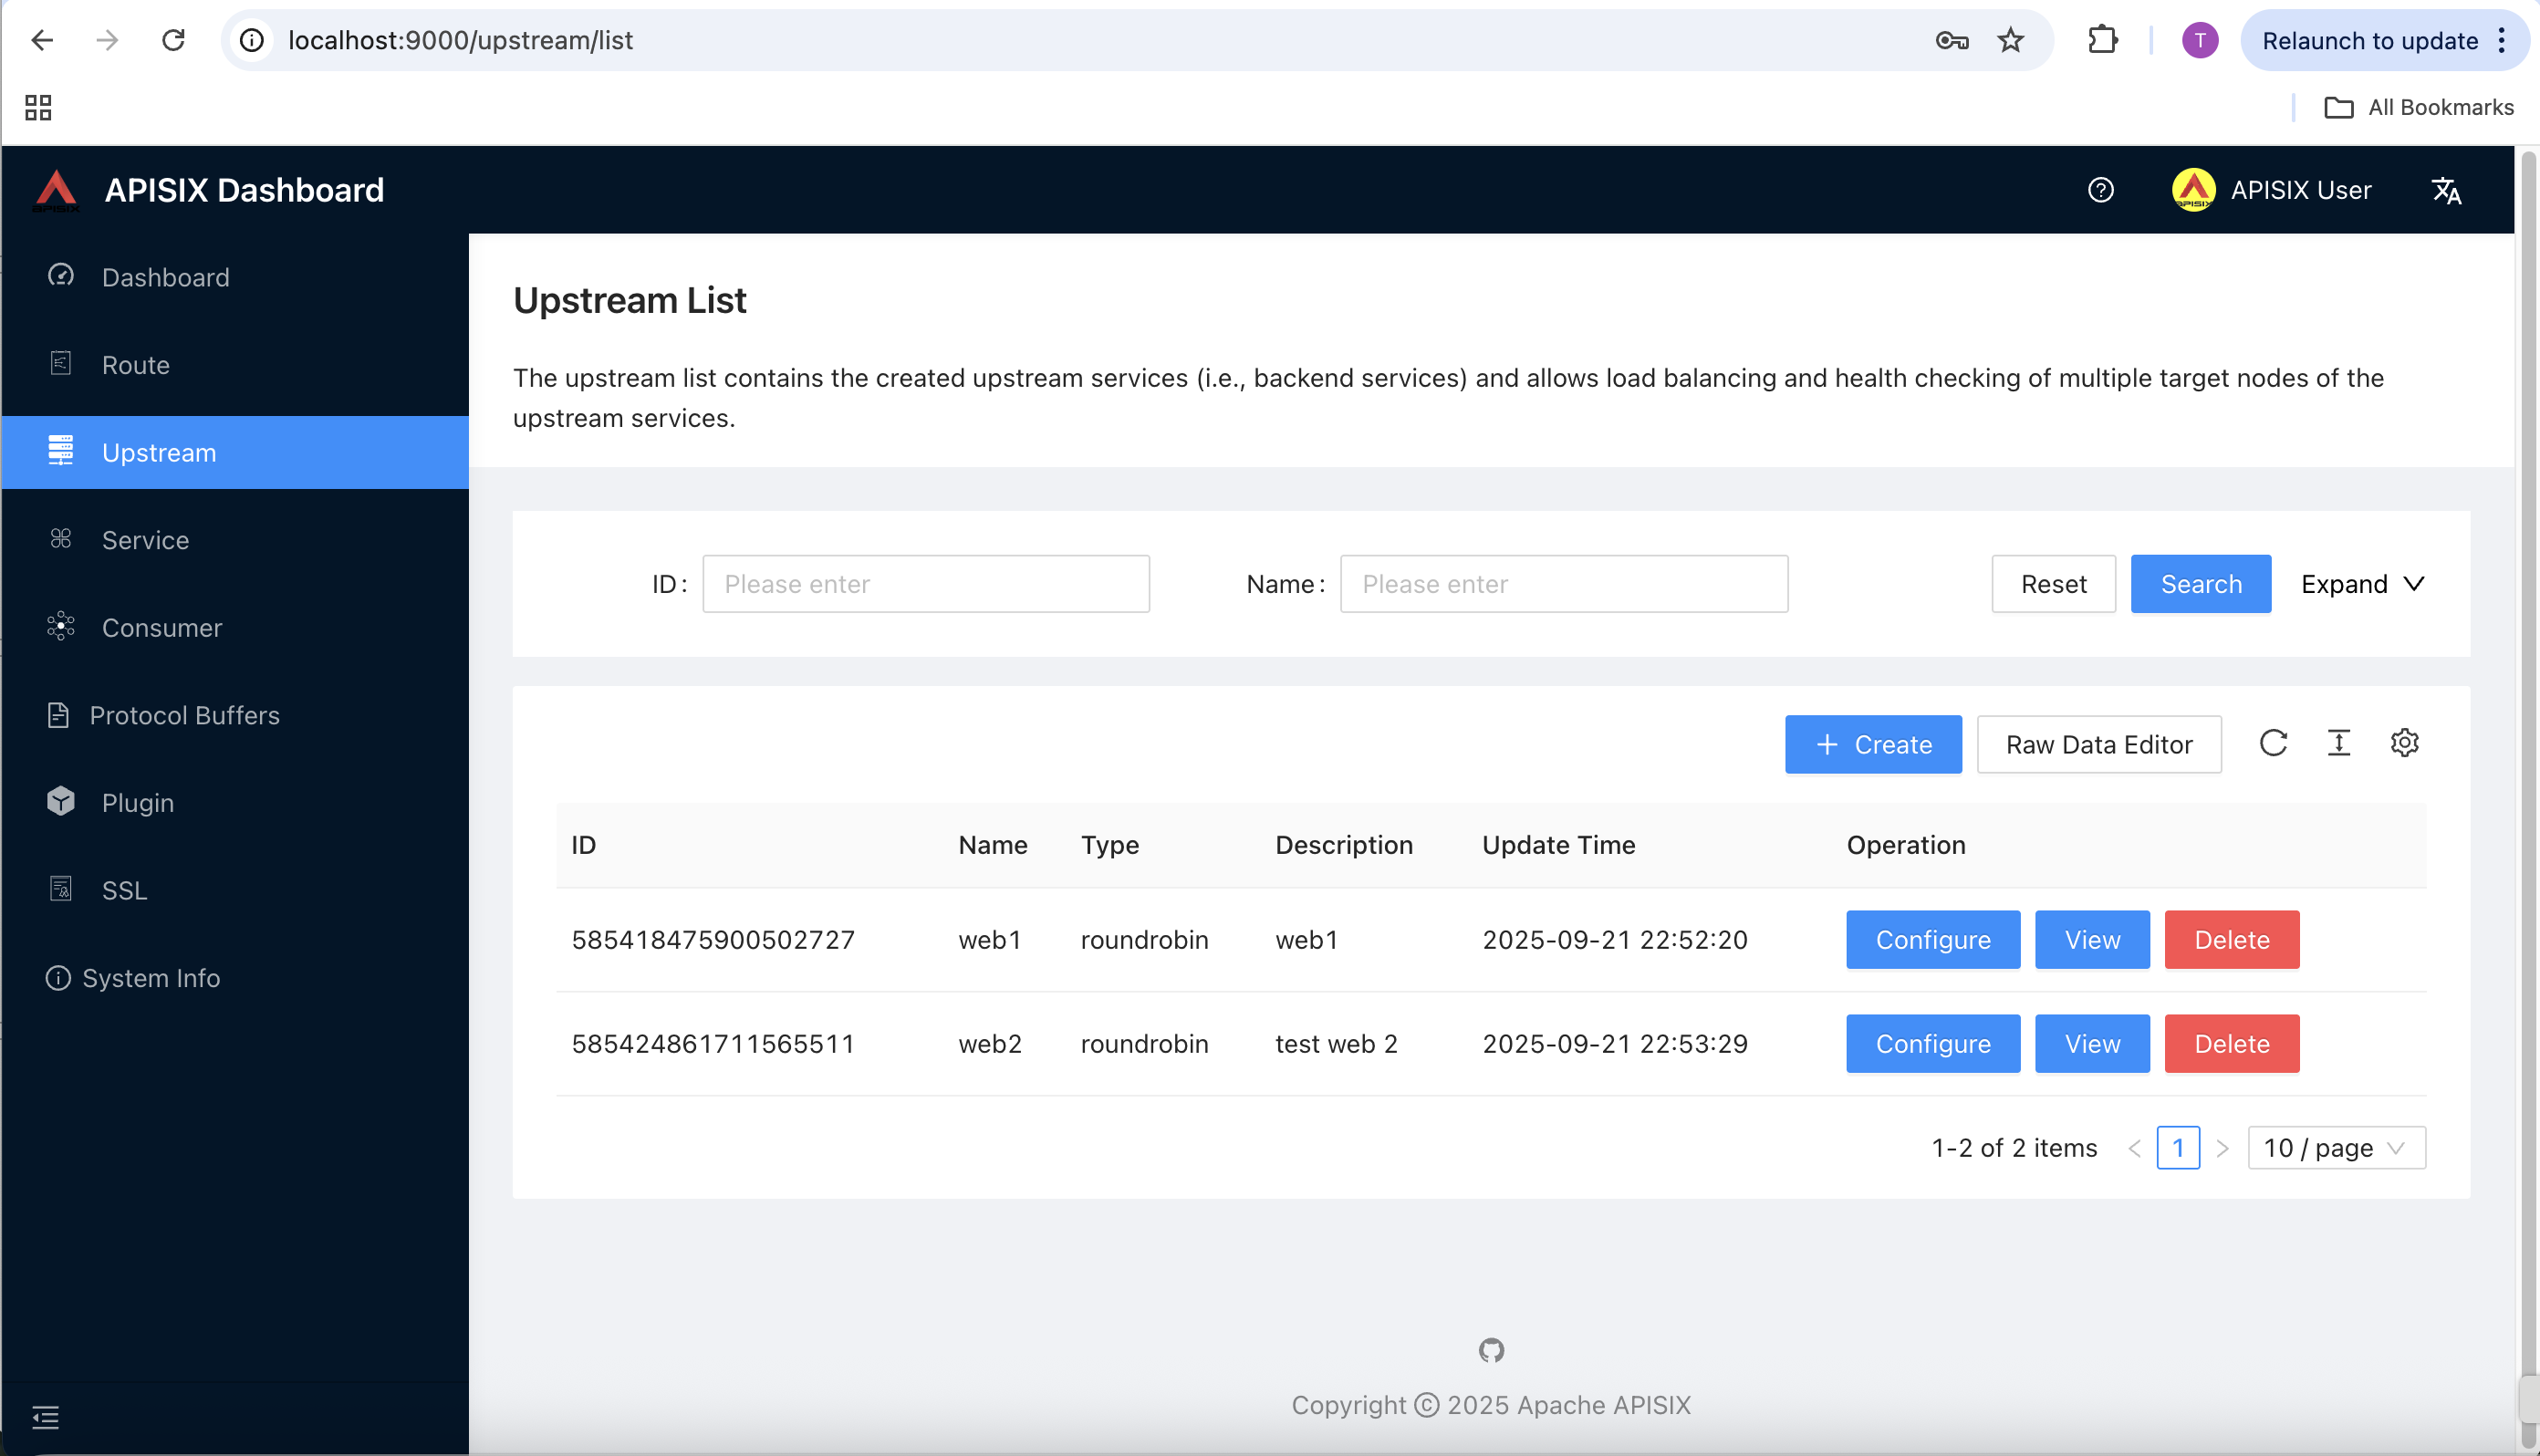 localhost:9000/upstream/list
T
Relaunch to update
All Bookmarks
APISIX
APISIX Dashboard
APISIX
APISIX User
Dashboard
Route
Upstream
Service
Consumer
Protocol Buffers
Plugin
SSL
System Info
Upstream List
The upstream list contains the created upstream services (i.e., backend services) and allows load balancing and health checking of multiple target nodes of the
upstream services.
ID: Please enter Name: Please enter Reset Search Expand
+ Create Raw Data Editor
ID Name Type Description Update Time Operation
585418475900502727 web1 roundrobin web1 2025-09-21 22:52:20 Configure View Delete
585424861711565511 web2 roundrobin test web 2 2025-09-21 22:53:29 Configure View Delete
1-2 of 2 items < 1 > 10 / page
Copyright © 2025 Apache APISIX